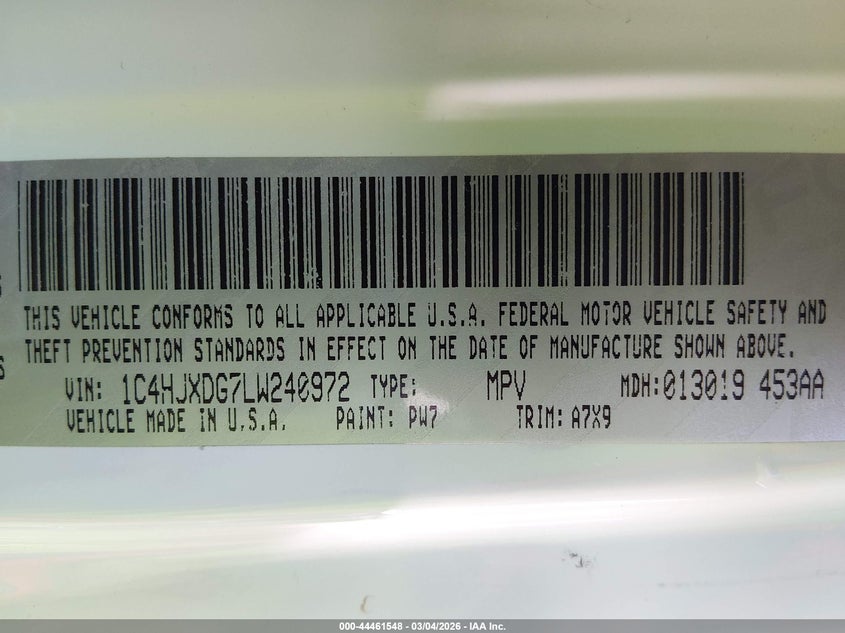 THIS VEHICLE CONFORMS TO ALL APPLICABLE U.S.A. FEDERAL MOTOR VEHICLE SAFETY AND
THEFT PREVENTION STANDARDS IN EFFECT ON THE DATE OF MANUFACTURE SHOWN ABOVE.
VIN: 1C4HJXDG7LW240972 TYPE: MPV MDH:013019 453AA
VEHICLE MADE IN U.S.A. PAINT: PW7 TRIM: A7X9
000-44461548 - 03/04/2026 - IAA Inc.